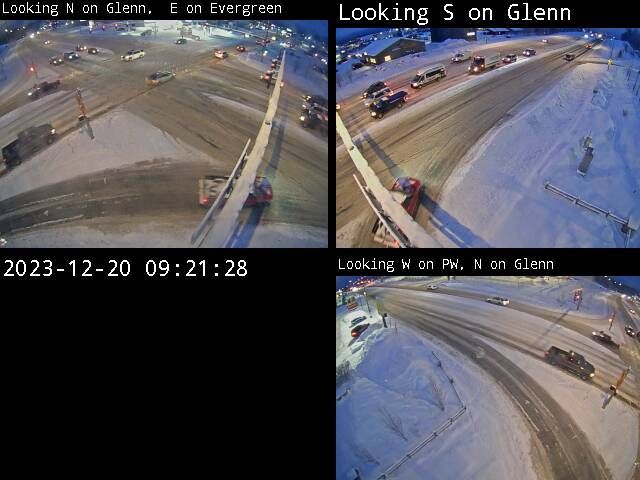 Looking N on Glenn,  E on Evergreen
Looking S on Glenn
2023-12-20 09:21:28
Looking W on PW, N on Glenn